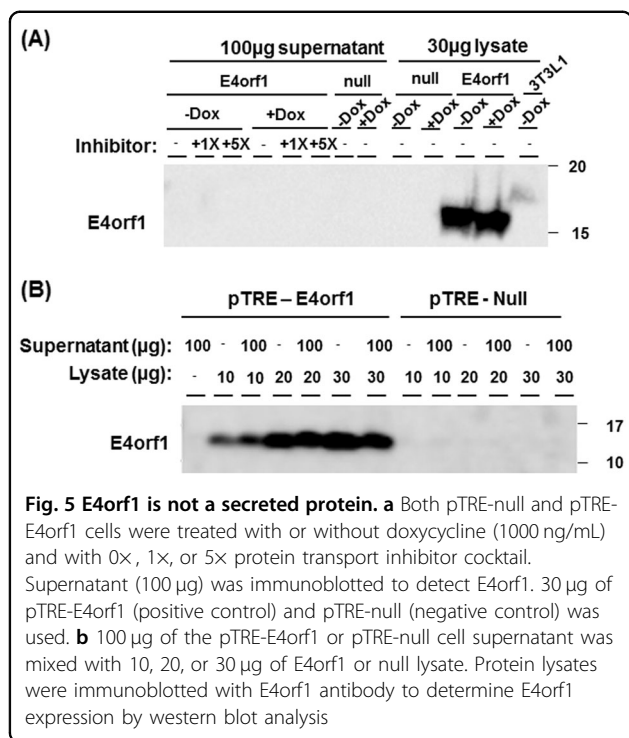 (A)
100µg supernatant 30µg lysate
E4orf1 null null E4orf1 3T3L1
-Dox +Dox -Dox +Dox -Dox +Dox -Dox +Dox -Dox
Inhibitor: - +1X +5X - +1X +5X - - - - - - -
20
E4orf1
15
(B)
pTRE – E4orf1 pTRE - Null
Supernatant (µg): 100 - 100 - 100 - 100 - 100 - 100 - 100
Lysate (µg): - 10 10 20 20 30 30 10 10 20 20 30 30
17
E4orf1
10
Fig. 5 E4orf1 is not a secreted protein. a Both pTRE-null and pTRE-
E4orf1 cells were treated with or without doxycycline (1000 ng/mL)
and with 0×, 1×, or 5× protein transport inhibitor cocktail.
Supernatant (100 µg) was immunoblotted to detect E4orf1. 30 µg of
pTRE-E4orf1 (positive control) and pTRE-null (negative control) was
used. b 100 µg of the pTRE-E4orf1 or pTRE-null cell supernatant was
mixed with 10, 20, or 30 µg of E4orf1 or null lysate. Protein lysates
were immunoblotted with E4orf1 antibody to determine E4orf1
expression by western blot analysis